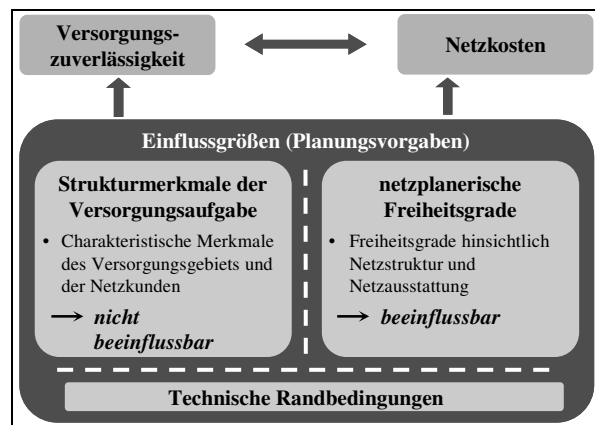 Versorgungs-
zuverlässigkeit
Netzkosten
Einflussgrößen (Planungsvorgaben)
Strukturmerkmale der
Versorgungsaufgabe
• Charakteristische Merkmale
des Versorgungsgebiets und
der Netzkunden
→ nicht
beeinflussbar
netzplanerische
Freiheitsgrade
• Freiheitsgrade hinsichtlich
Netzstruktur und
Netzausstattung
→ beeinflussbar
Technische Randbedingungen